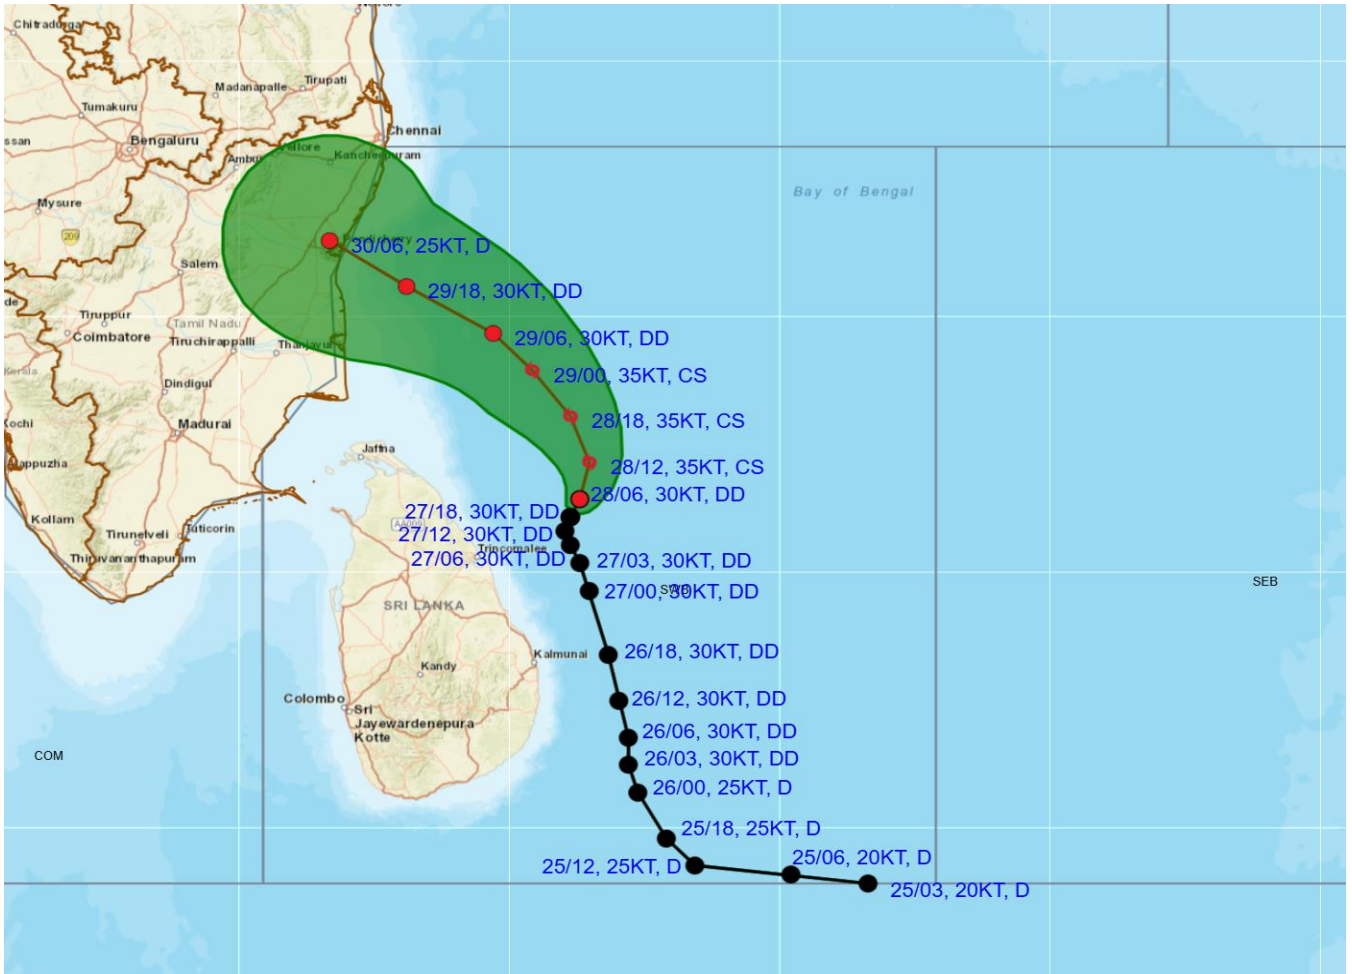 Chitradurga
Madanapalle
Tirupati
Tumakuru
Chennai
Bengaluru
Vellore
Kancheepuram
Ambur
Bay of Bengal
Mysure
209
30/06, 25KT, D
Salem
29/18, 30KT, DD
Tiruppur
Tamil Nadu
Coimbatore
29/06, 30KT, DD
Tiruchirappalli
Thanjavur
Kerala
29/00, 35KT, CS
Dindigul
28/18, 35KT, CS
Kochi
Madurai
Jaffna
Alappuzha
28/12, 35KT, CS
28/06, 30KT, DD
27/18, 30KT, DD
Kollam
Tuticorin
AA009
27/12, 30KT, DD
Tirunelveli
Trincomalee
Thiruvananthapuram
27/06, 30KT, DD
27/03, 30KT, DD
SEB
27/00, 30KT, DD
SRI LANKA
26/18, 30KT, DD
Kalmunai
Kandy
26/12, 30KT, DD
Colombo
Sri
Jayewardenepura
Kotte
26/06, 30KT, DD
COM
26/03, 30KT, DD
26/00, 25KT, D
25/18, 25KT, D
25/06, 20KT, D
25/12, 25KT, D
25/03, 20KT, D